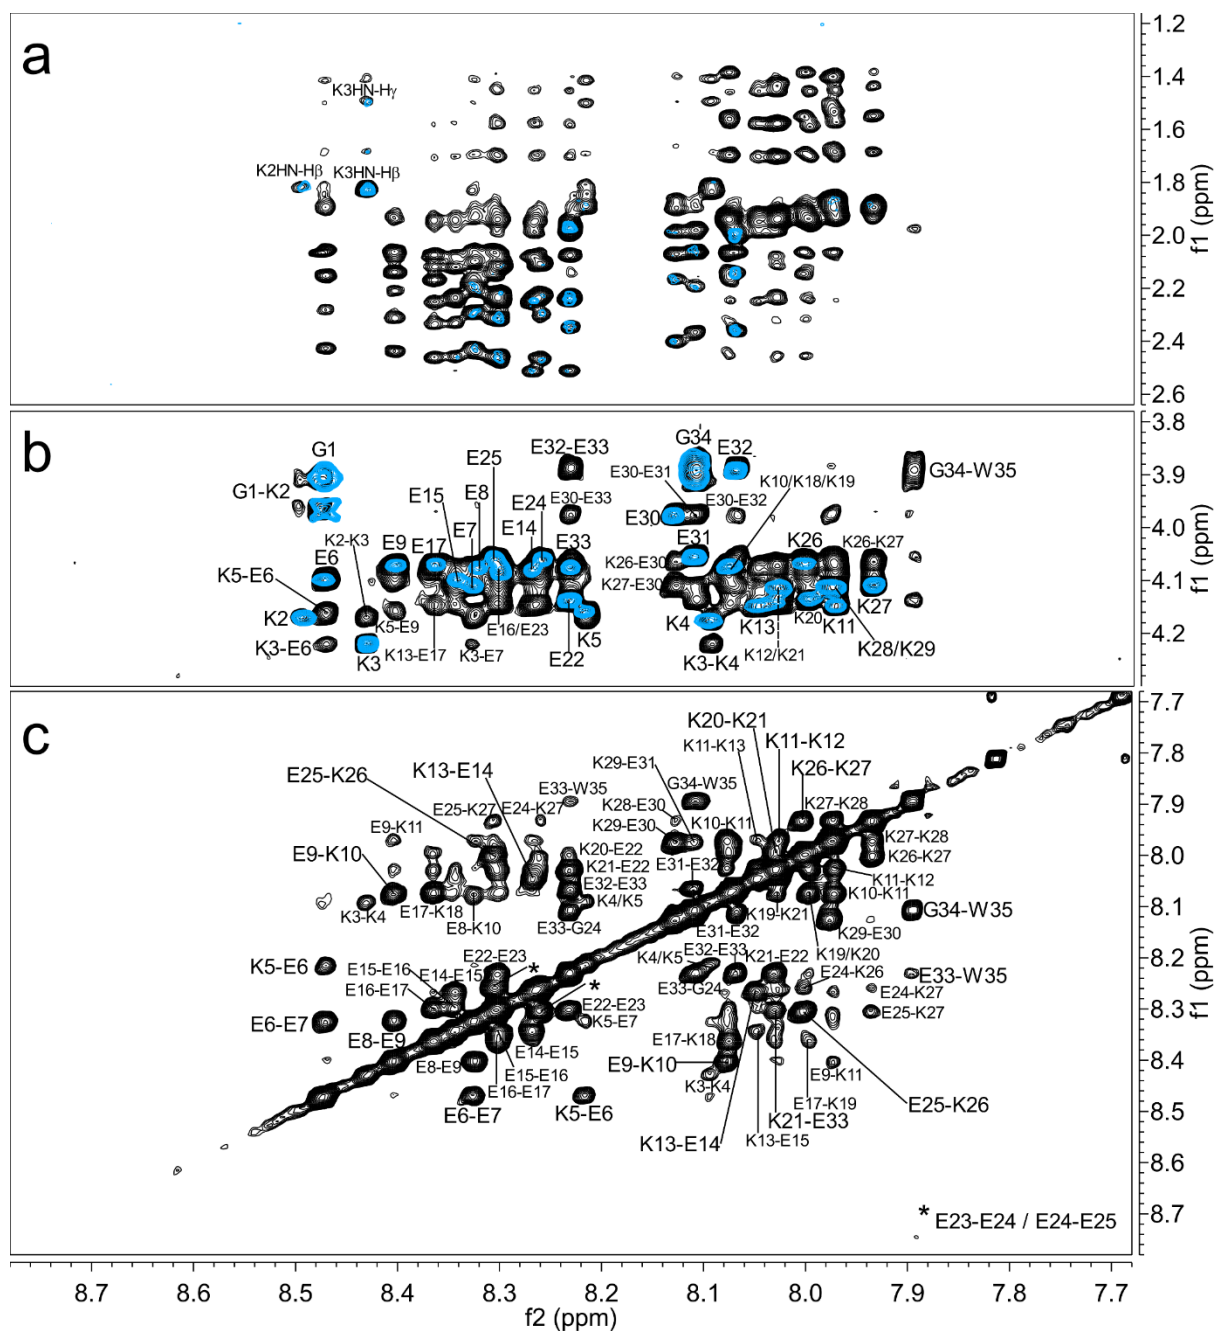 a
1.2
1.4
1.6
1.8
2.0
2.2
2.4
2.6
f1 (ppm)
K3HN-Hγ
K2HN-Hβ
K3HN-Hβ
b
3.8
3.9
4.0
4.1
4.2
f1 (ppm)
G1
G1-K2
E32-E33
G34
E32
G34-W35
E25
E15
E8
E7
E24
E30-E31
E30-E32
K10/K18/K19
E30-E33
E30
K2-K3
E6
E9
E17
E14
E33
E31
K26
K26-K27
K26-E30
K27-E30
K5-E6
K2
K5-E9
E16/E23
K5
K4
K13
K20
K11
K27
K3-E6
K3
K13-E17
K3-E7
E22
K3-K4
K12/K21
K28/K29
c
7.7
7.8
7.9
8.0
8.1
8.2
8.3
8.4
8.5
8.6
8.7
f1 (ppm)
K20-K21
K11-K13
K11-K12
K29-E31
K13-E14
E25-K26
G34-W35
K26-K27
E33-W35
E25-K27
E24-K27
K28-E30
K10-K11
K27-K28
E9-K11
K29-E30
K20-E22
K27-K28
K26-K27
E9-K10
K21-E22
E31-E32
E32-E33
K11-K12
K10-K11
K3-K4
E17-K18
E8-K10
K4/K5
K19-K21
E33-G24
E31-E32
K29-E30
G34-W35
K19/K20
K5-E6
E15-E16
E14-E15
E22-E23
*
K4/K5
E32-E33
K21-E22
E24-K26
E33-W35
E16-E17
*
E33-G24
E24-K27
E6-E7
E8-E9
E22-E23
K5-E7
E25-K27
E17-K18
E8-E9
E14-E15
E15-E16
E9-K10
E16-E17
K3-K4
E9-K11
E6-E7
K5-E6
E17-K19
E25-K26
K21-E33
K13-E14
K13-E15
* E23-E24 / E24-E25
8.7
8.6
8.5
8.4
8.3
8.2
8.1
8.0
7.9
7.8
7.7
f2 (ppm)